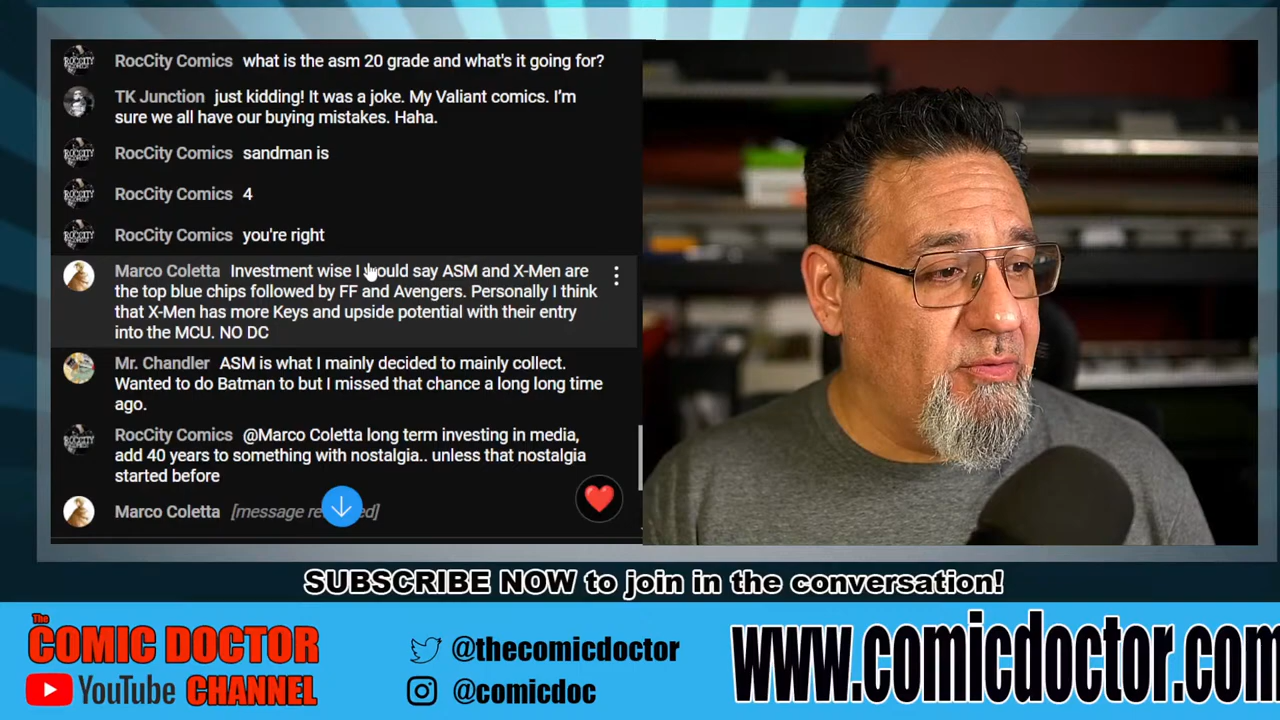 RocCity Comics what is the asm 20 grade and what's it going for?
TK Junction just kidding! It was a joke. My Valiant comics. I'm
sure we all have our buying mistakes. Haha.
RocCity Comics sandman is
RocCity Comics 4
RocCity Comics you're right
Marco Coletta Investment wise I would say ASM and X-Men are
the top blue chips followed by FF and Avengers. Personally I think
that X-Men has more Keys and upside potential with their entry
into the MCU. NO DC
Mr. Chandler ASM is what I mainly decided to mainly collect.
Wanted to do Batman to but I missed that chance a long long time
ago.
RocCity Comics @Marco Coletta long term investing in media,
add 40 years to something with nostalgia.. unless that nostalgia
started before
Marco Coletta [message
SUBSCRIBE NOW to join in the conversation!
The
COMIC DOCTOR
YouTube CHANNEL
@thecomicdoctor
@comicdoc
www.comicdoctor.com